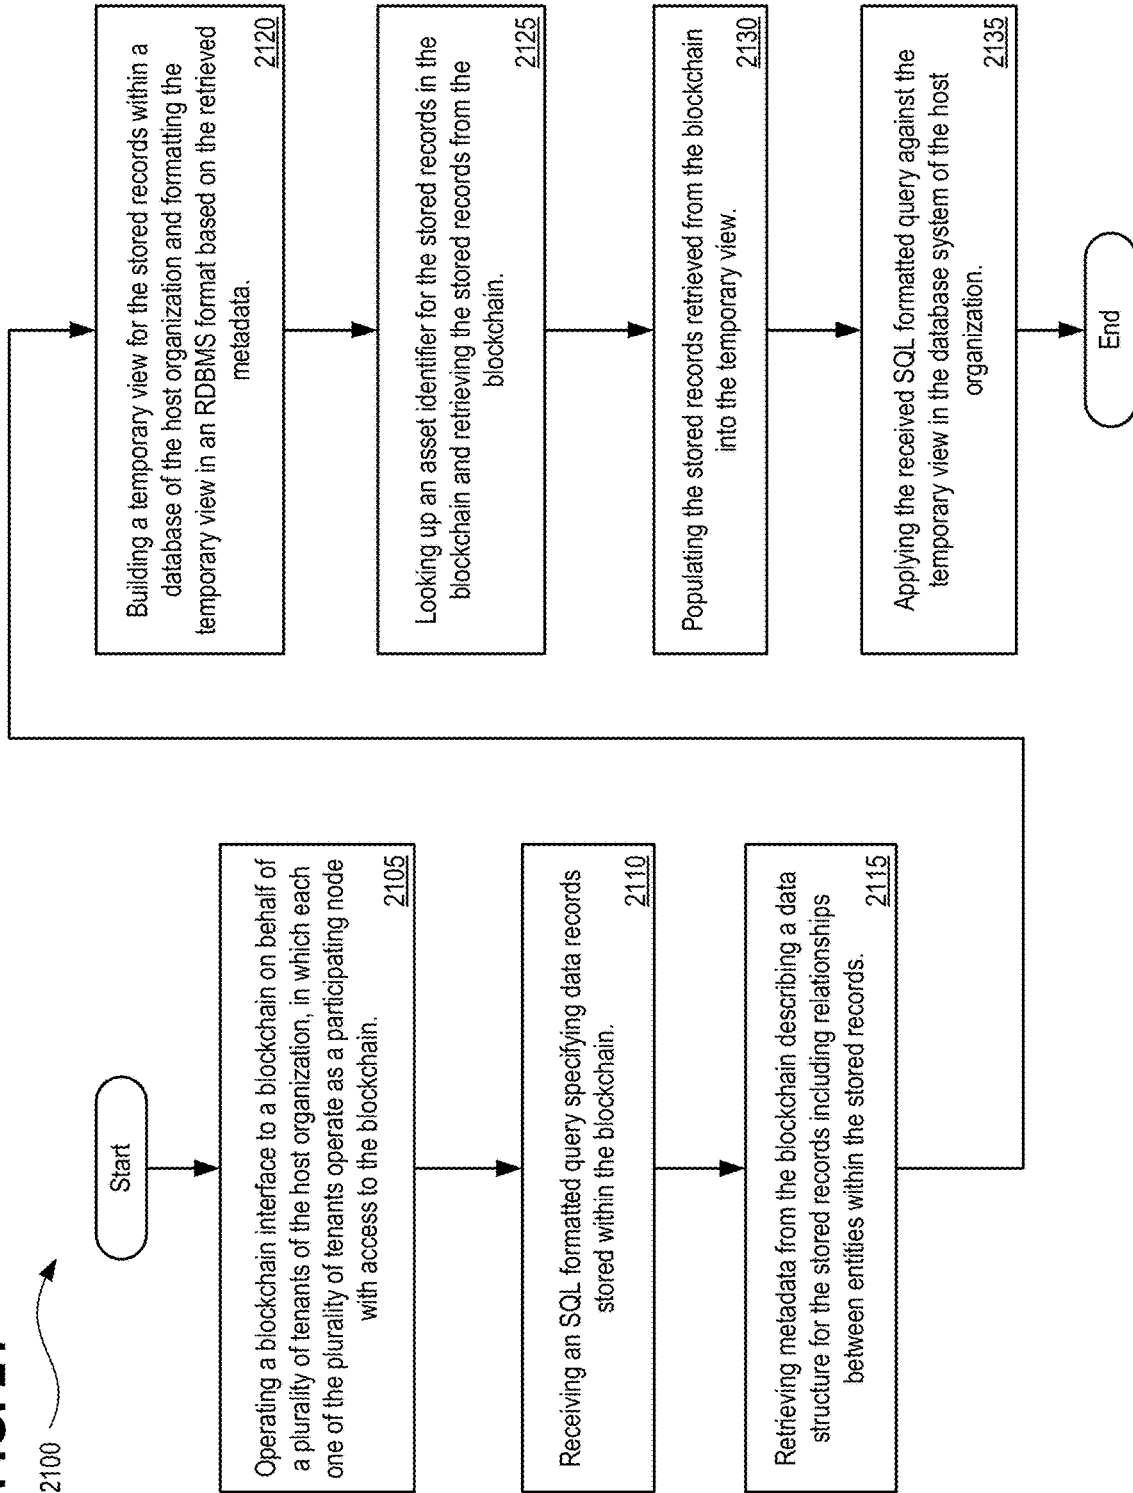 2100
Start
Operating a blockchain interface to a blockchain on behalf of
a plurality of tenants of the host organization, in which each
one of the plurality of tenants operate as a participating node
with access to the blockchain.
2105
Receiving an SQL formatted query specifying data records
stored within the blockchain.
2110
Retrieving metadata from the blockchain describing a data
structure for the stored records including relationships
between entities within the stored records.
2115
Building a temporary view for the stored records within a
database of the host organization and formatting the
temporary view in an RDBMS format based on the retrieved
metadata.
2120
Looking up an asset identifier for the stored records in the
blockchain and retrieving the stored records from the
blockchain.
2125
Populating the stored records retrieved from the blockchain
into the temporary view.
2130
Applying the received SQL formatted query against the
temporary view in the database system of the host
organization.
2135
End